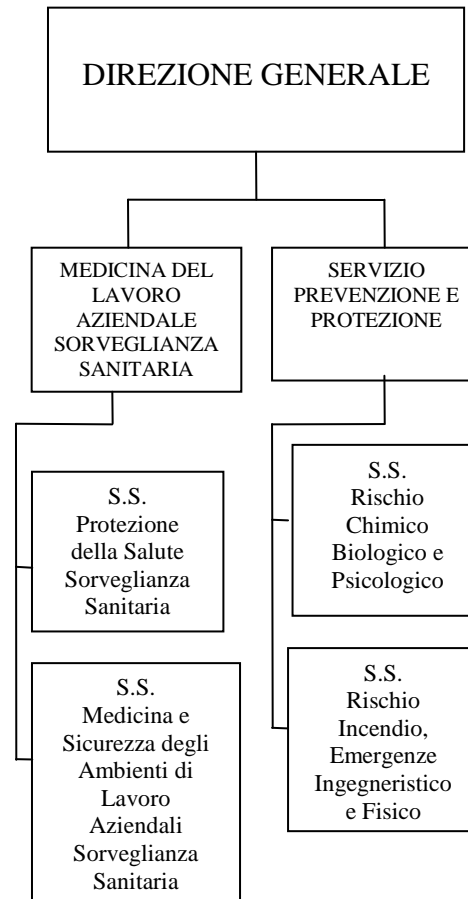 DIREZIONE GENERALE
MEDICINA DEL
LAVORO
AZIENDALE
SORVEGLIANZA
SANITARIA
SERVIZIO
PREVENZIONE E
PROTEZIONE
S.S.
Protezione
della Salute
Sorveglianza
Sanitaria
S.S.
Medicina e
Sicurezza degli
Ambienti di
Lavoro
Aziendali
Sorveglianza
Sanitaria
S.S.
Rischio
Chimico
Biologico e
Psicologico
S.S.
Rischio
Incendio,
Emergenze
Ingegneristico
e Fisico